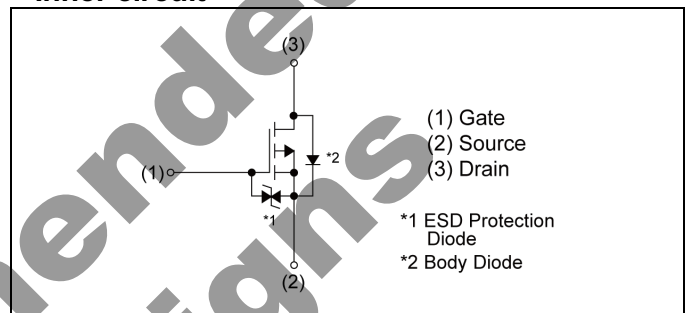 Inner circuit
(3)
(1) Gate
(2) Source
(3) Drain
*2
(1)
*1
*1 ESD Protection
Diode
*2 Body Diode
(2)